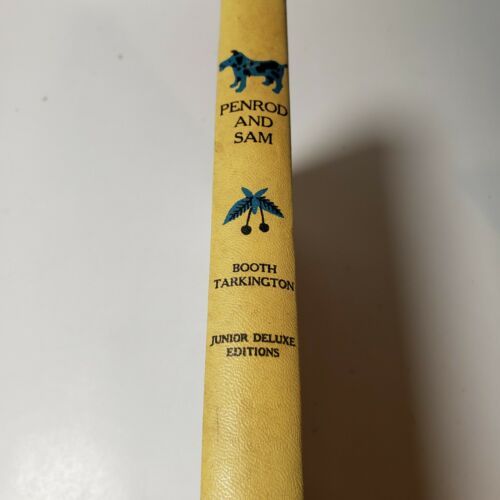 PENROD
AND
SAM
BOOTH
TARKINGTON
JUNIOR DELUXE
EDITIONS